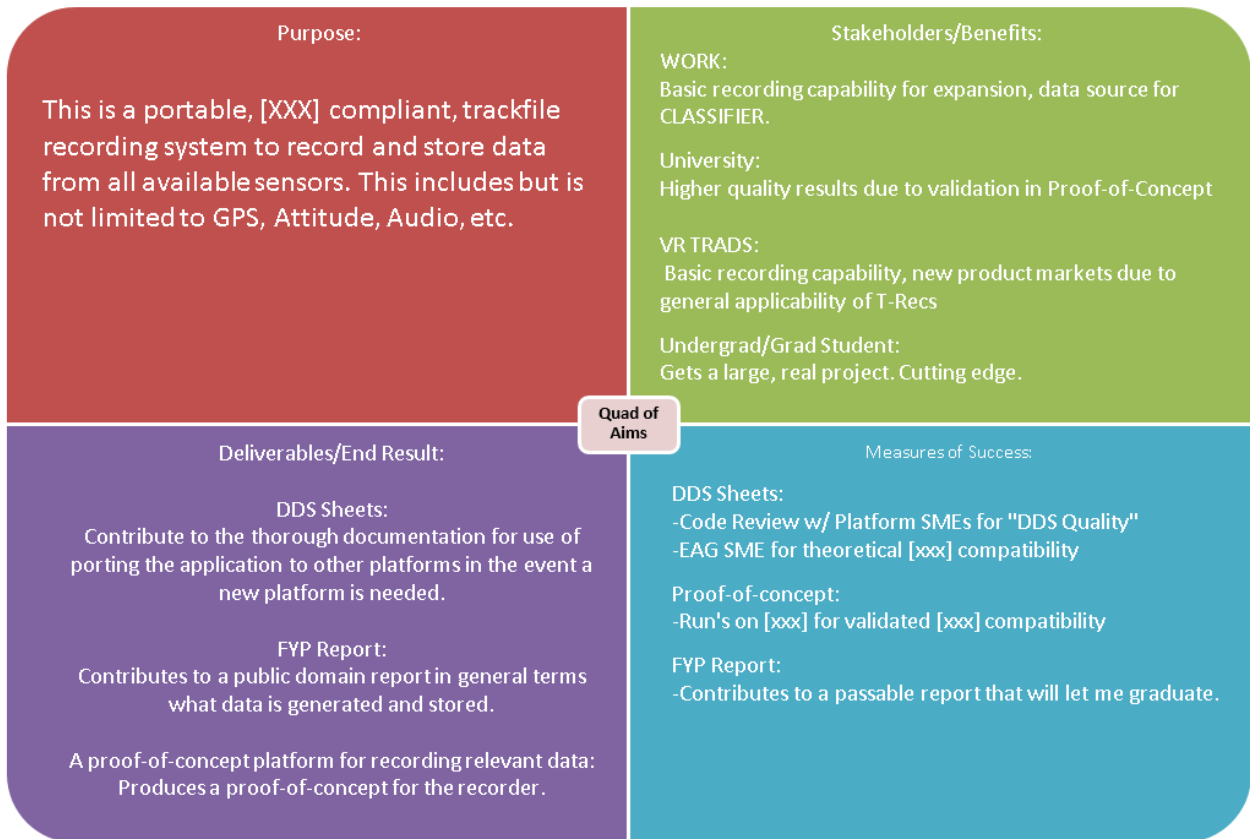 Purpose:
This is a portable, [XXX] compliant, trackfile
recording system to record and store data
from all available sensors. This includes but is
not limited to GPS, Attitude, Audio, etc.
Stakeholders/Benefits:
WORK:
Basic recording capability for expansion, data source for
CLASSIFIER.
University:
Higher quality results due to validation in Proof-of-Concept
VR TRADS:
Basic recording capability, new product markets due to
general applicability of T-Recs
Undergrad/Grad Student:
Gets a large, real project. Cutting edge.
Quad of
Aims
Deliverables/End Result:
DDS Sheets:
Contribute to the thorough documentation for use of
porting the application to other platforms in the event a
new platform is needed.
FYP Report:
Contributes to a public domain report in general terms
what data is generated and stored.
A proof-of-concept platform for recording relevant data:
Produces a proof-of-concept for the recorder.
Measures of Success:
DDS Sheets:
-Code Review w/ Platform SMEs for "DDS Quality"
-EAG SME for theoretical [xxx] compatibility
Proof-of-concept:
-Run's on [xxx] for validated [xxx] compatibility
FYP Report:
-Contributes to a passable report that will let me graduate.